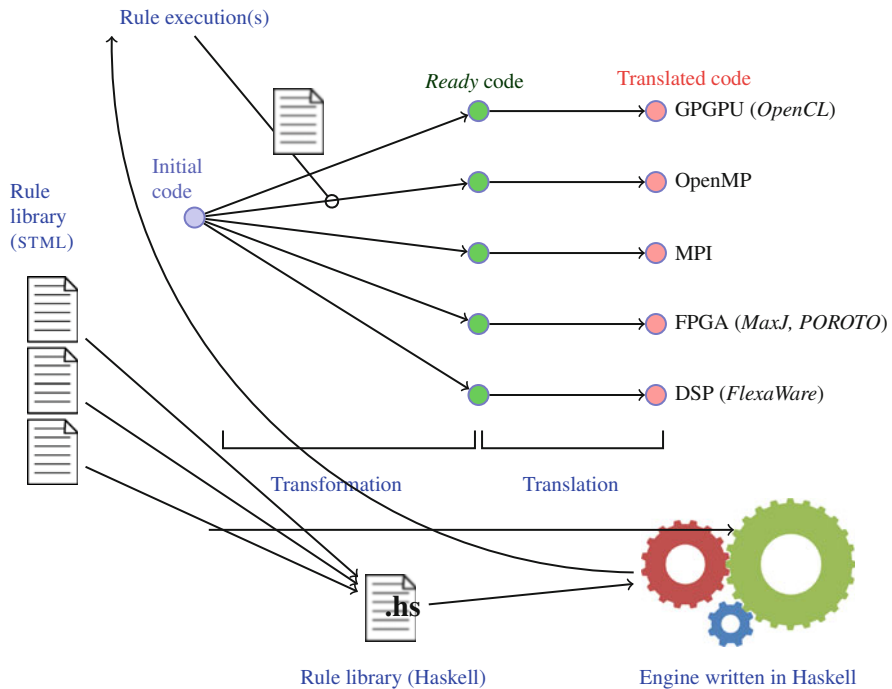 Rule execution(s)
Ready code
Translated code
GPGPU (OpenCL)
Initial
code
OpenMP
Rule
library
(STML)
MPI
FPGA (MaxJ, POROTO)
DSP (FlexaWare)
Transformation
Translation
.hs
Rule library (Haskell)
Engine written in Haskell